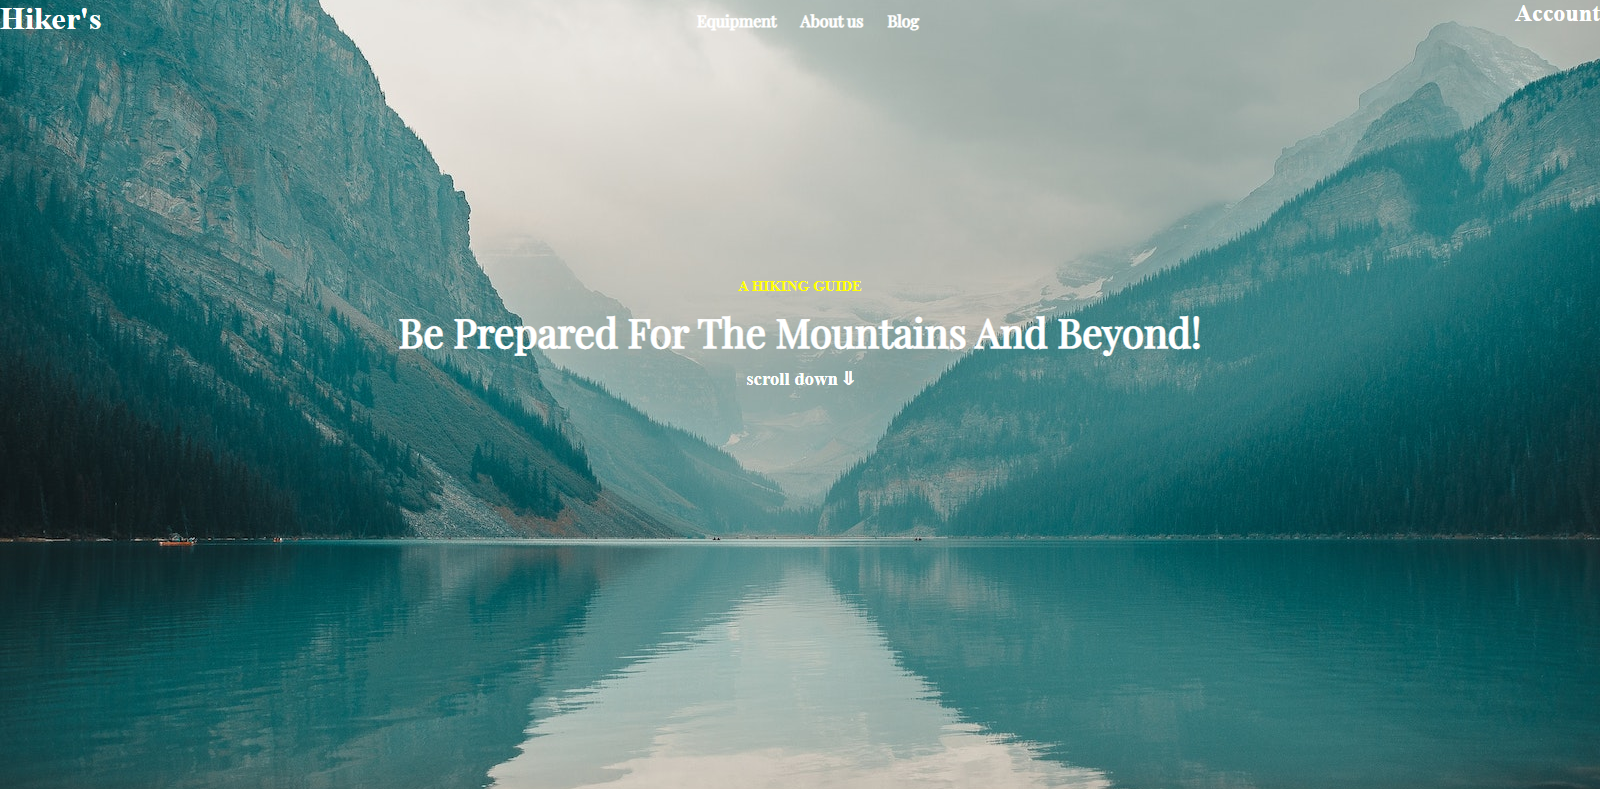 Hiker's
Equipment About us Blog
Account
A HIKING GUIDE
Be Prepared For The Mountains And Beyond!
scroll down ⇓